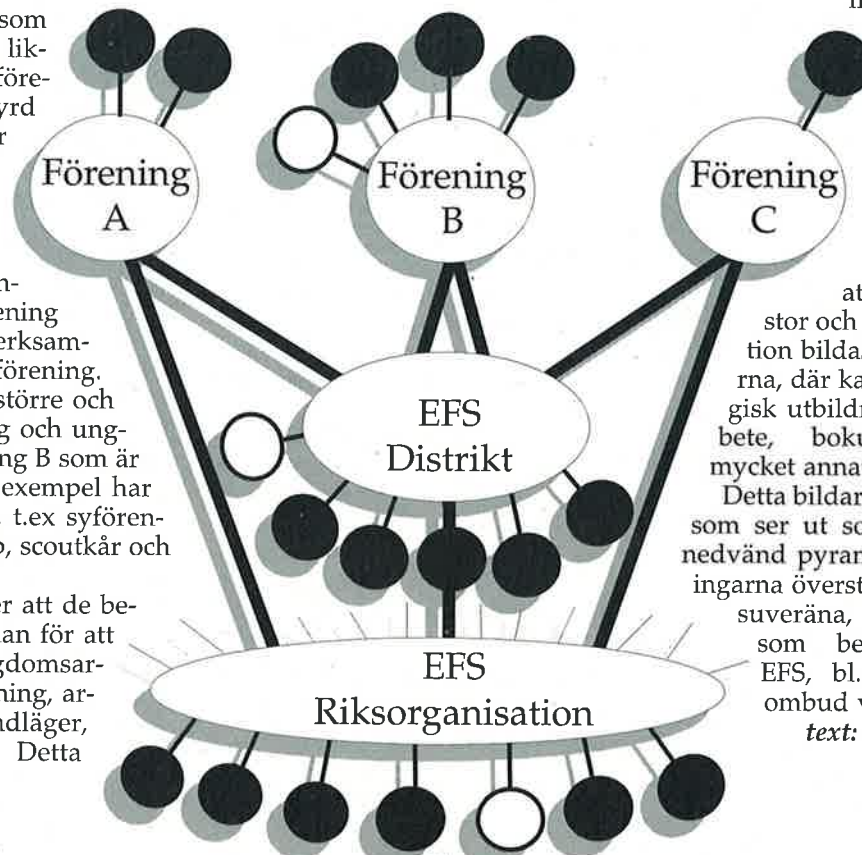 som
lik-
före-
yrd
r
Förening
A
Förening
B
Förening
C
n-
ening
erksam-
förening.
större och
g och ung-
ng B som är
exempel har
t.ex syfören-
o, scoutkår och
er att de be-
lan för att
gdomsar-
ning, ar-
ndläger,
Detta
EFS
Distrikt
EFS
Riksorganisation
at
stor och
tion bilda
rna, där ka
gisk utbildn
bete, boku
mycket anna
Detta bildar
som ser ut so
nedvänd pyran
ingarna överst
suveräna,
som be
EFS, bl.
ombud v
text: